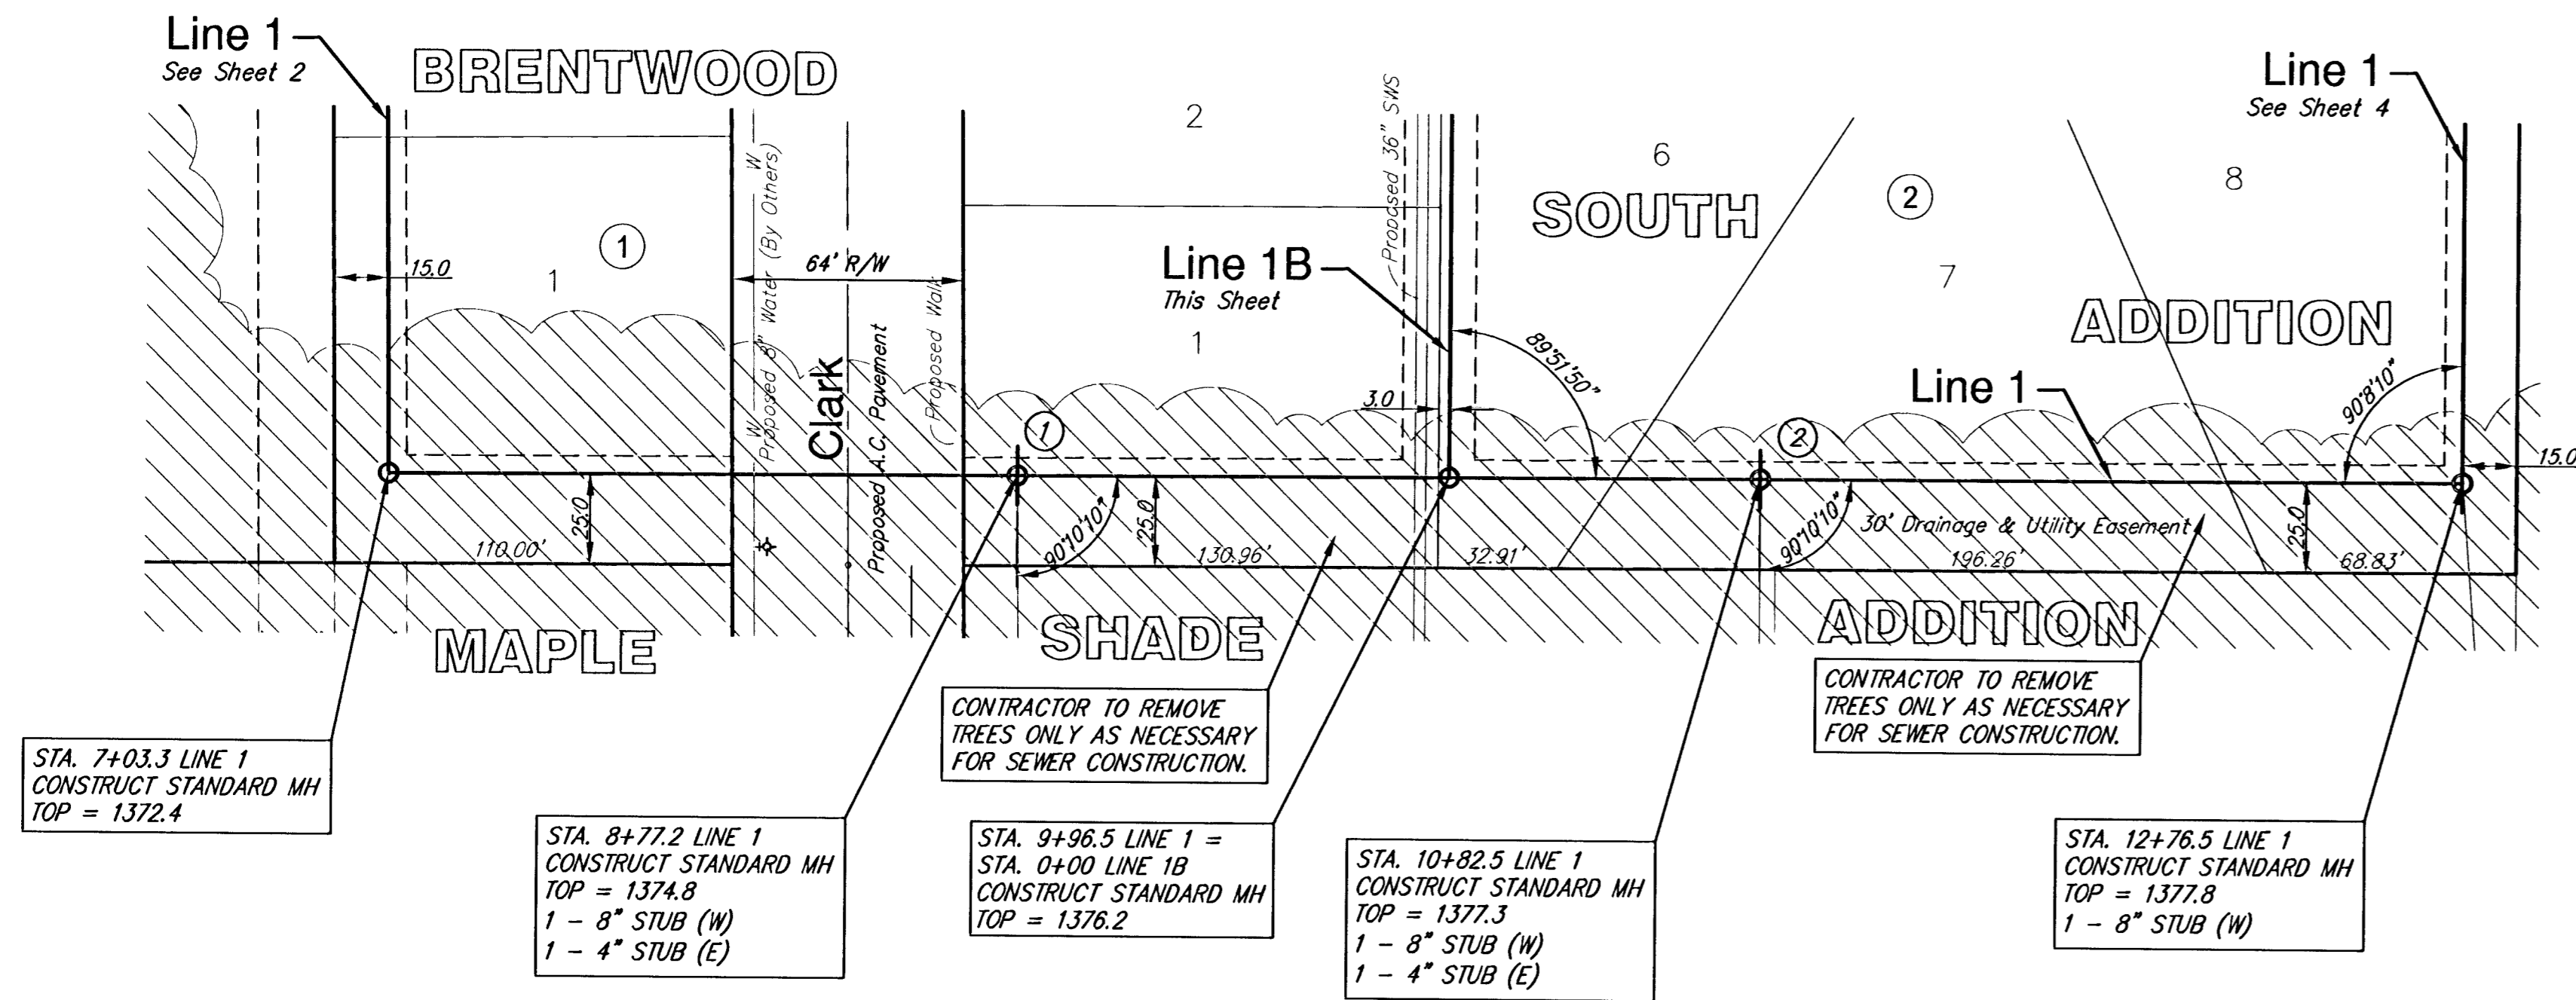 Line 1
See Sheet 2
BRENTWOOD
2
Proposed 36" SWS
6
SOUTH
2
8
Line 1
See Sheet 4
15.0
1
1
W
W
Proposed 8" Water (By Others)
64' R/W
Clark
Proposed A.C. Pavement
Proposed Walk
Line 1B
This Sheet
1
3.0
89°51'50"
7
ADDITION
Line 1
90°8'10"
15.0
1
2
110.00'
25.0
90°10'10"
25.0
130.96'
32.91'
90°10'10"
30' Drainage & Utility Easement
196.26'
25.0
68.83'
MAPLE
SHADE
ADDITION
CONTRACTOR TO REMOVE
TREES ONLY AS NECESSARY
FOR SEWER CONSTRUCTION.
CONTRACTOR TO REMOVE
TREES ONLY AS NECESSARY
FOR SEWER CONSTRUCTION.
STA. 7+03.3 LINE 1
CONSTRUCT STANDARD MH
TOP = 1372.4
STA. 8+77.2 LINE 1
CONSTRUCT STANDARD MH
TOP = 1374.8
1 - 8" STUB (W)
1 - 4" STUB (E)
STA. 9+96.5 LINE 1 =
STA. 0+00 LINE 1B
CONSTRUCT STANDARD MH
TOP = 1376.2
STA. 10+82.5 LINE 1
CONSTRUCT STANDARD MH
TOP = 1377.3
1 - 8" STUB (W)
1 - 4" STUB (E)
STA. 12+76.5 LINE 1
CONSTRUCT STANDARD MH
TOP = 1377.8
1 - 8" STUB (W)